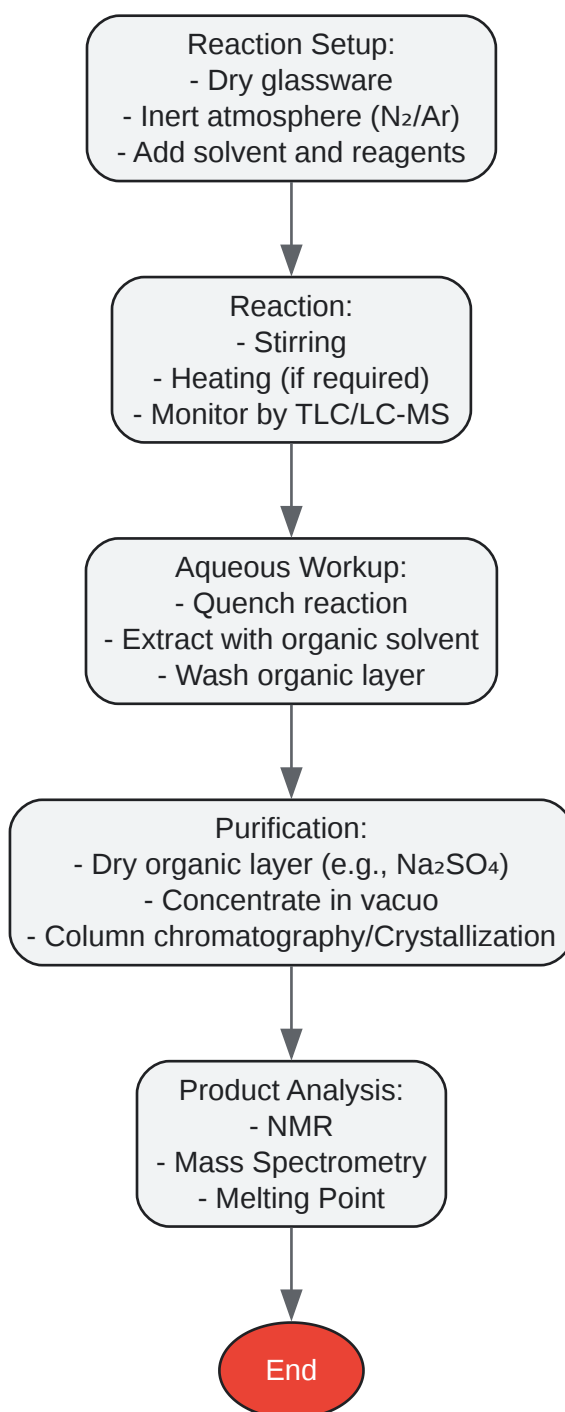 Reaction Setup:
- Dry glassware
- Inert atmosphere (N₂/Ar)
- Add solvent and reagents
Reaction:
- Stirring
- Heating (if required)
- Monitor by TLC/LC-MS
Aqueous Workup:
- Quench reaction
- Extract with organic solvent
- Wash organic layer
Purification:
- Dry organic layer (e.g., Na₂SO₄)
- Concentrate in vacuo
- Column chromatography/Crystallization
Product Analysis:
- NMR
- Mass Spectrometry
- Melting Point
End